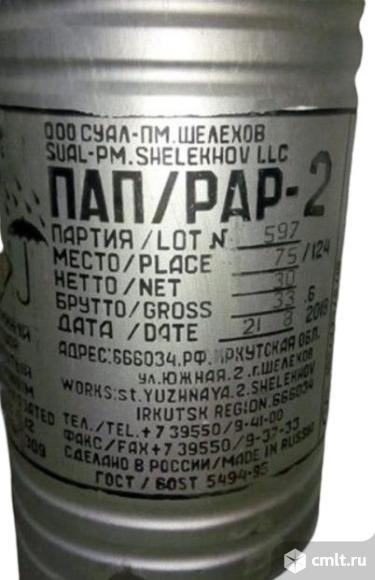 ООО СУАЛ-ПМ.ШЕЛЕХОВ
SUAL-PM.SHELEKHOV LLC
ПАП/PAP-2
ПАРТИЯ/LOT N 597
МЕСТО/PLACE 75/124
НЕТТО/NET 30
БРУТТО/GROSS 33.6
ДАТА/DATE 21 8 2018
АДРЕС:666034.РФ.ИРКУТСКАЯ ОБЛ.
УЛ.ЮЖНАЯ.2.Г.ШЕЛЕХОВ
WORKS:st.YUZHNAYA.2.SHELEKHOV
IRKUTSK REGION.666034
ТЕЛ./TEL.+7 39550/9-41-00
ФАКС/FAX+7 39550/9-37-33
СДЕЛАНО В РОССИИ/MADE IN RUSSIA
ГОСТ/GOST 5494-95
cmlt.ru